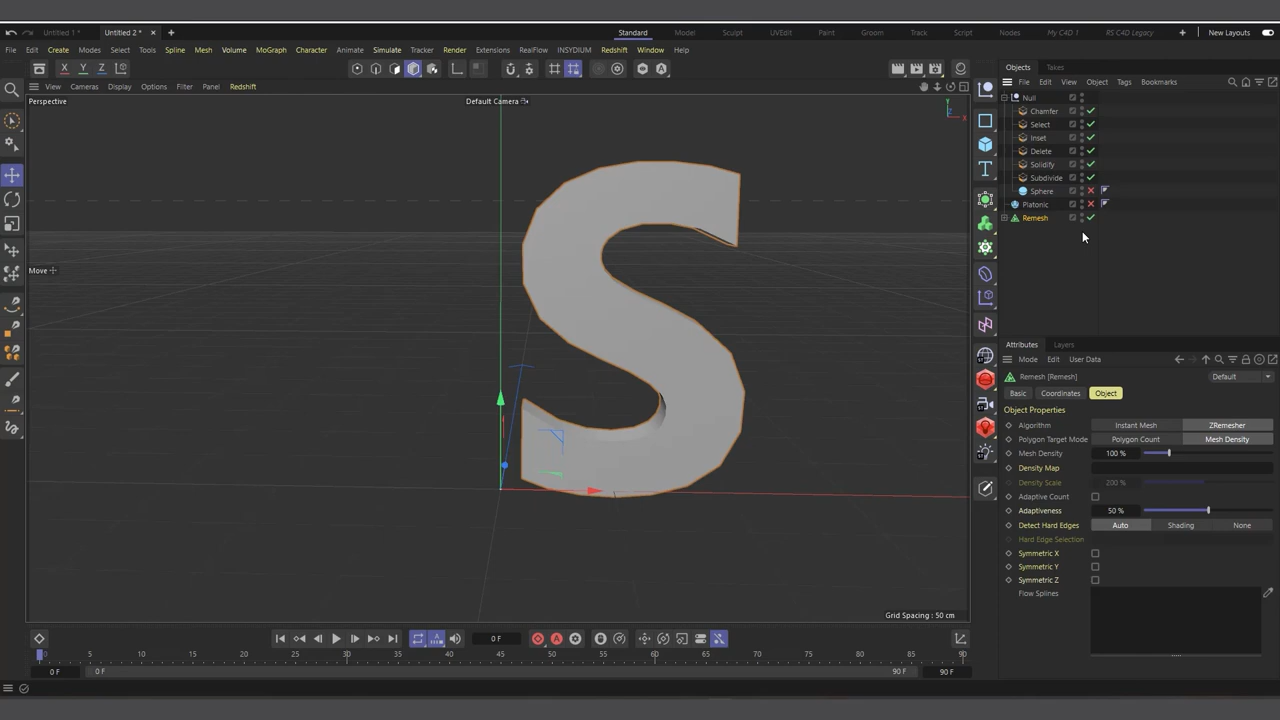 Untitled 1 *
Untitled 2 *
Standard
Model
Sculpt
UVEdit
Paint
Groom
Track
Script
Nodes
My C4D 1
RS C4D Legacy
New Layouts
File Edit Create Modes Select Tools Spline Mesh Volume MoGraph Character Animate Simulate Tracker Render Extensions RealFlow INSYDIUM Redshift Window Help
X Y Z
Objects Takes
View Cameras Display Options Filter Panel Redshift
File Edit View Object Tags Bookmarks
Perspective
Default Camera
Y
X
Z
Null
Chamfer
Select
Inset
Delete
Solidify
Subdivide
Sphere
Platonic
Remesh
Move
S
Attributes Layers
Mode Edit User Data
Remesh [Remesh]
Default
Basic Coordinates Object
Object Properties
Algorithm Instant Mesh ZRemesher
Polygon Target Mode Polygon Count Mesh Density
Mesh Density 100 %
Density Map
Density Scale 200 %
Adaptive Count
Adaptiveness 50 %
Detect Hard Edges Auto Shading None
Hard Edge Selection
Symmetric X
Symmetric Y
Symmetric Z
Flow Splines
Grid Spacing : 50 cm
0 F
0 5 10 15 20 25 30 35 40 45 50 55 60 65 70 75 80 85 90
0 F 0 F 90 F 90 F